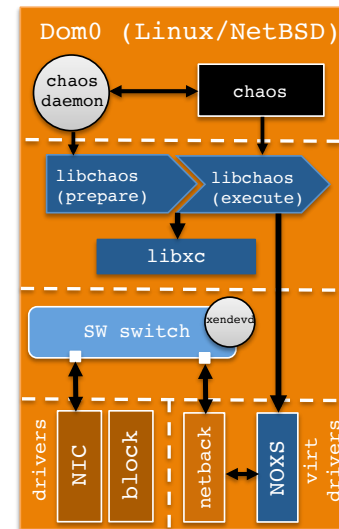 Dom0 (Linux/NetBSD)
chaos
daemon
chaos
libchaos
(prepare)
libchaos
(execute)
libxc
SW switch
xendevd
drivers
NIC
block
netback
NOXS
virt
drivers